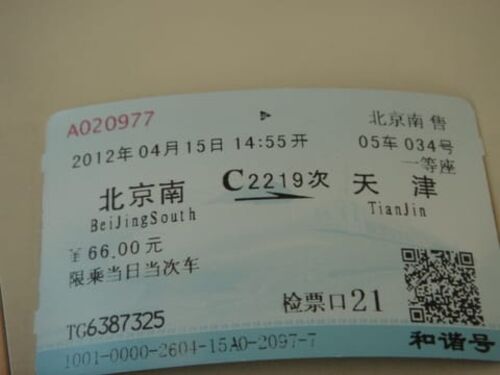 A020977
北京南 售
2012年04月15日14:55开
05车 034号
一等座
北京南 C2219次 天津
BeiJingSouth TianJin
¥66.00元
限乘当日当次车
检票口21
TG6387325
和谐号
1001-0000-2604-15A0-2097-7